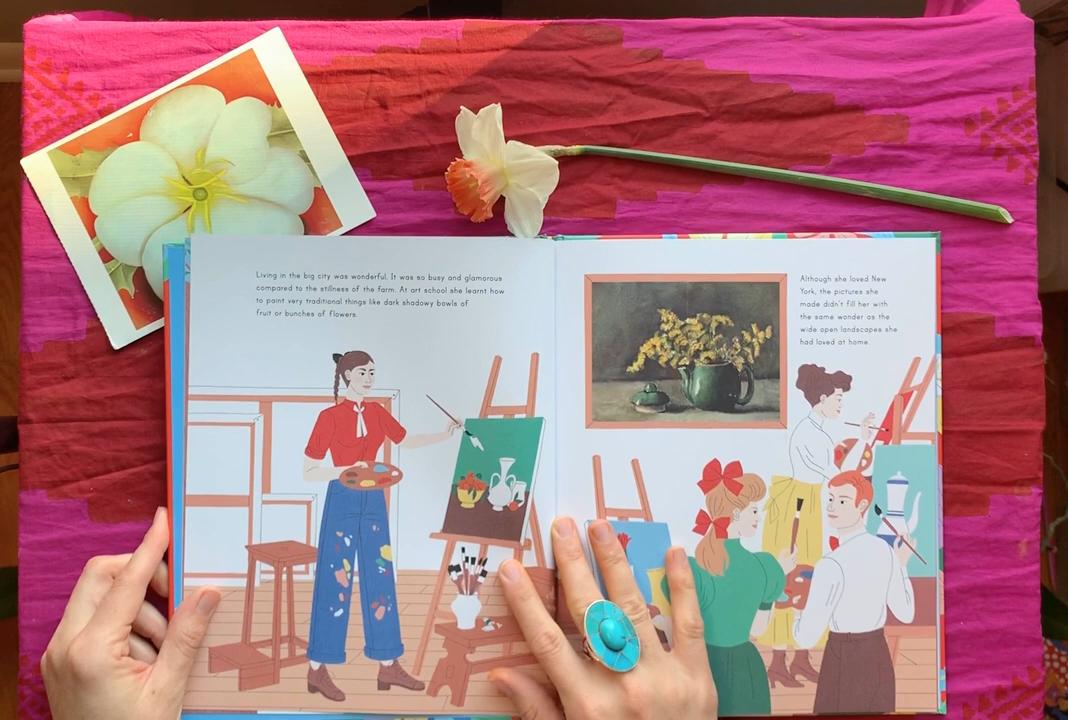 Living in the big city was wonderful. It was so busy and glamorous
compared to the stillness of the farm. At art school she learnt how
to paint very traditional things like dark shadowy bowls of
fruit or bunches of flowers.
Although she loved New
York, the pictures she
made didn't fill her with
the same wonder as the
wide open landscapes she
had loved at home.